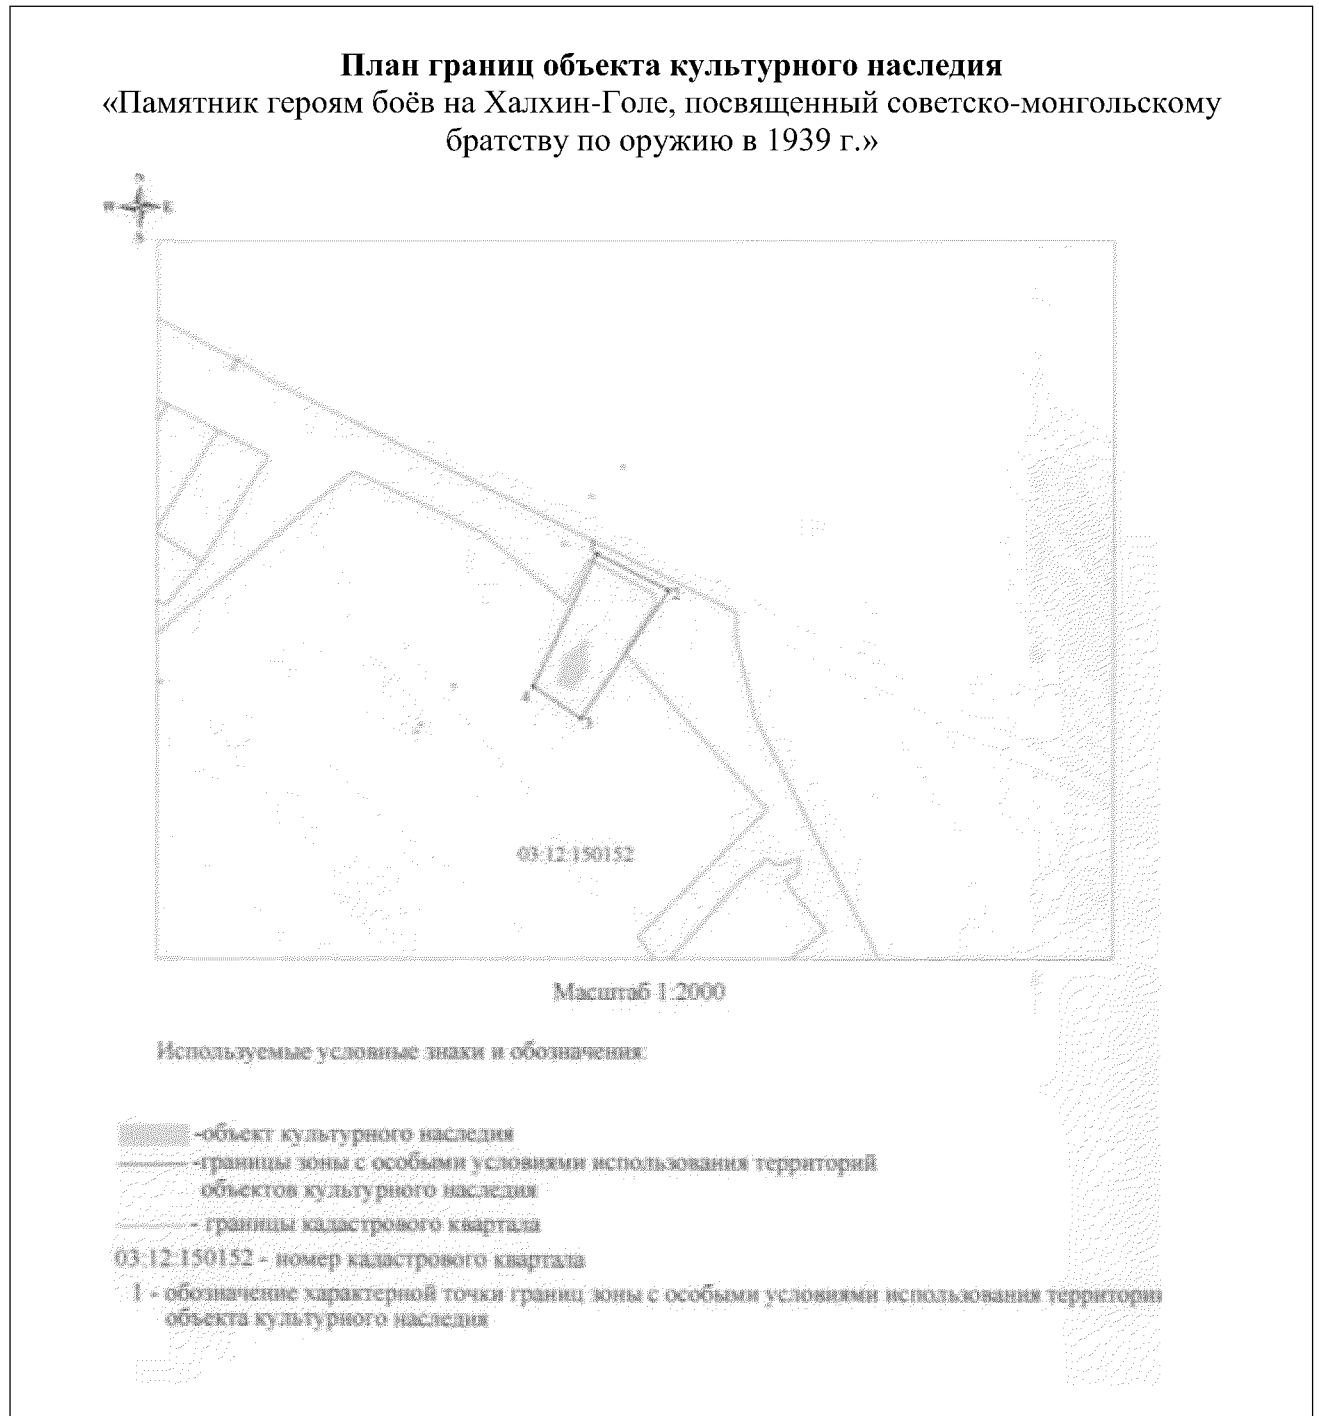 План границ объекта культурного наследия
«Памятник героям боёв на Халхин-Голе, посвященный советско-монгольскому
братству по оружию в 1939 г.»
2
4
3
03:12:150152
Масштаб 1:2000
Используемые условные знаки и обозначения:
-объект культурного наследия
-границы зоны с особыми условиями использования территорий
объектов культурного наследия
- границы кадастрового квартала
03:12:150152 - номер кадастрового квартала
1 - обозначение характерной точки границ зоны с особыми условиями использования территории
объекта культурного наследия